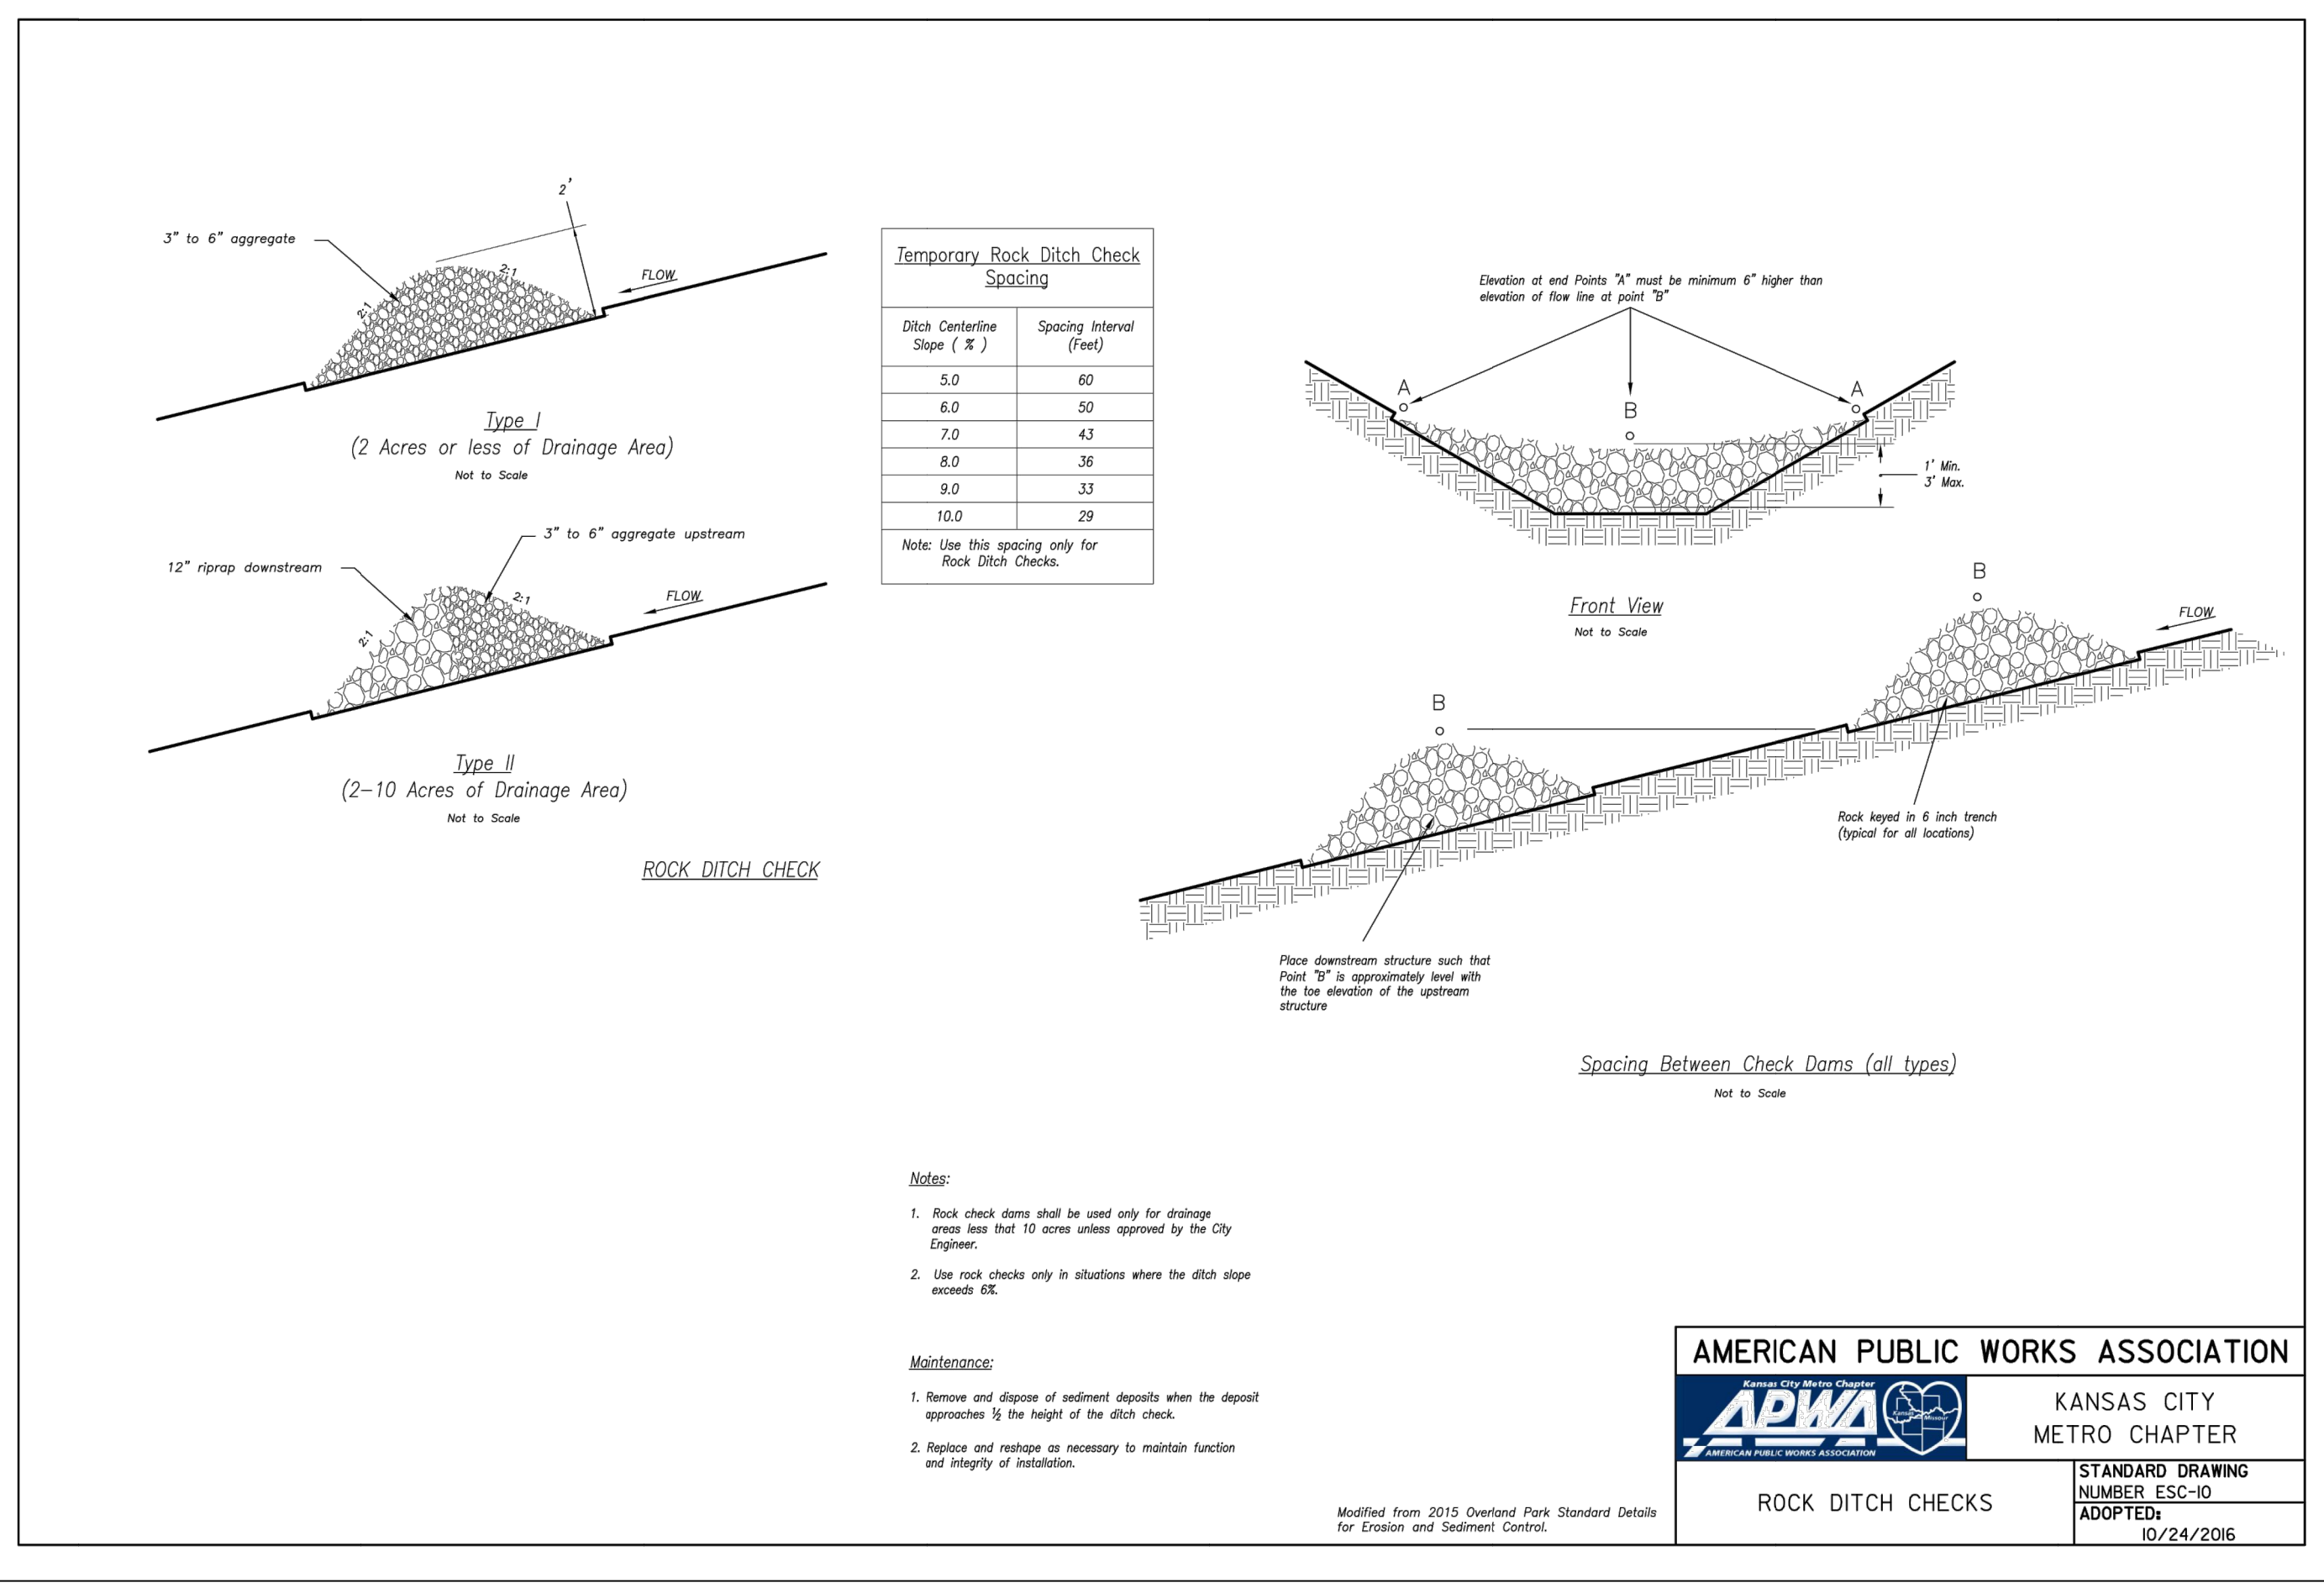 2'
3" to 6" aggregate
2:1
2:1
FLOW
Type I
(2 Acres or less of Drainage Area)
Not to Scale
3" to 6" aggregate upstream
12" riprap downstream
2:1
2:1
FLOW
Type II
(2-10 Acres of Drainage Area)
Not to Scale
ROCK DITCH CHECK
Temporary Rock Ditch Check
Spacing
Ditch Centerline
Slope ( % )
Spacing Interval
(Feet)
5.0 60
6.0 50
7.0 43
8.0 36
9.0 33
10.0 29
Note: Use this spacing only for
Rock Ditch Checks.
Elevation at end Points "A" must be minimum 6" higher than
elevation of flow line at point "B"
A
B
A
1' Min.
3' Max.
Front View
Not to Scale
B
FLOW
B
Rock keyed in 6 inch trench
(typical for all locations)
Place downstream structure such that
Point "B" is approximately level with
the toe elevation of the upstream
structure
Spacing Between Check Dams (all types)
Not to Scale
Notes:
1. Rock check dams shall be used only for drainage
areas less that 10 acres unless approved by the City
Engineer.
2. Use rock checks only in situations where the ditch slope
exceeds 6%.
Maintenance:
1. Remove and dispose of sediment deposits when the deposit
approaches ½ the height of the ditch check.
2. Replace and reshape as necessary to maintain function
and integrity of installation.
Modified from 2015 Overland Park Standard Details
for Erosion and Sediment Control.
AMERICAN PUBLIC WORKS ASSOCIATION
Kansas City Metro Chapter
APWA
Kansas
Missouri
AMERICAN PUBLIC WORKS ASSOCIATION
KANSAS CITY
METRO CHAPTER
ROCK DITCH CHECKS
STANDARD DRAWING
NUMBER ESC-10
ADOPTED:
10/24/2016